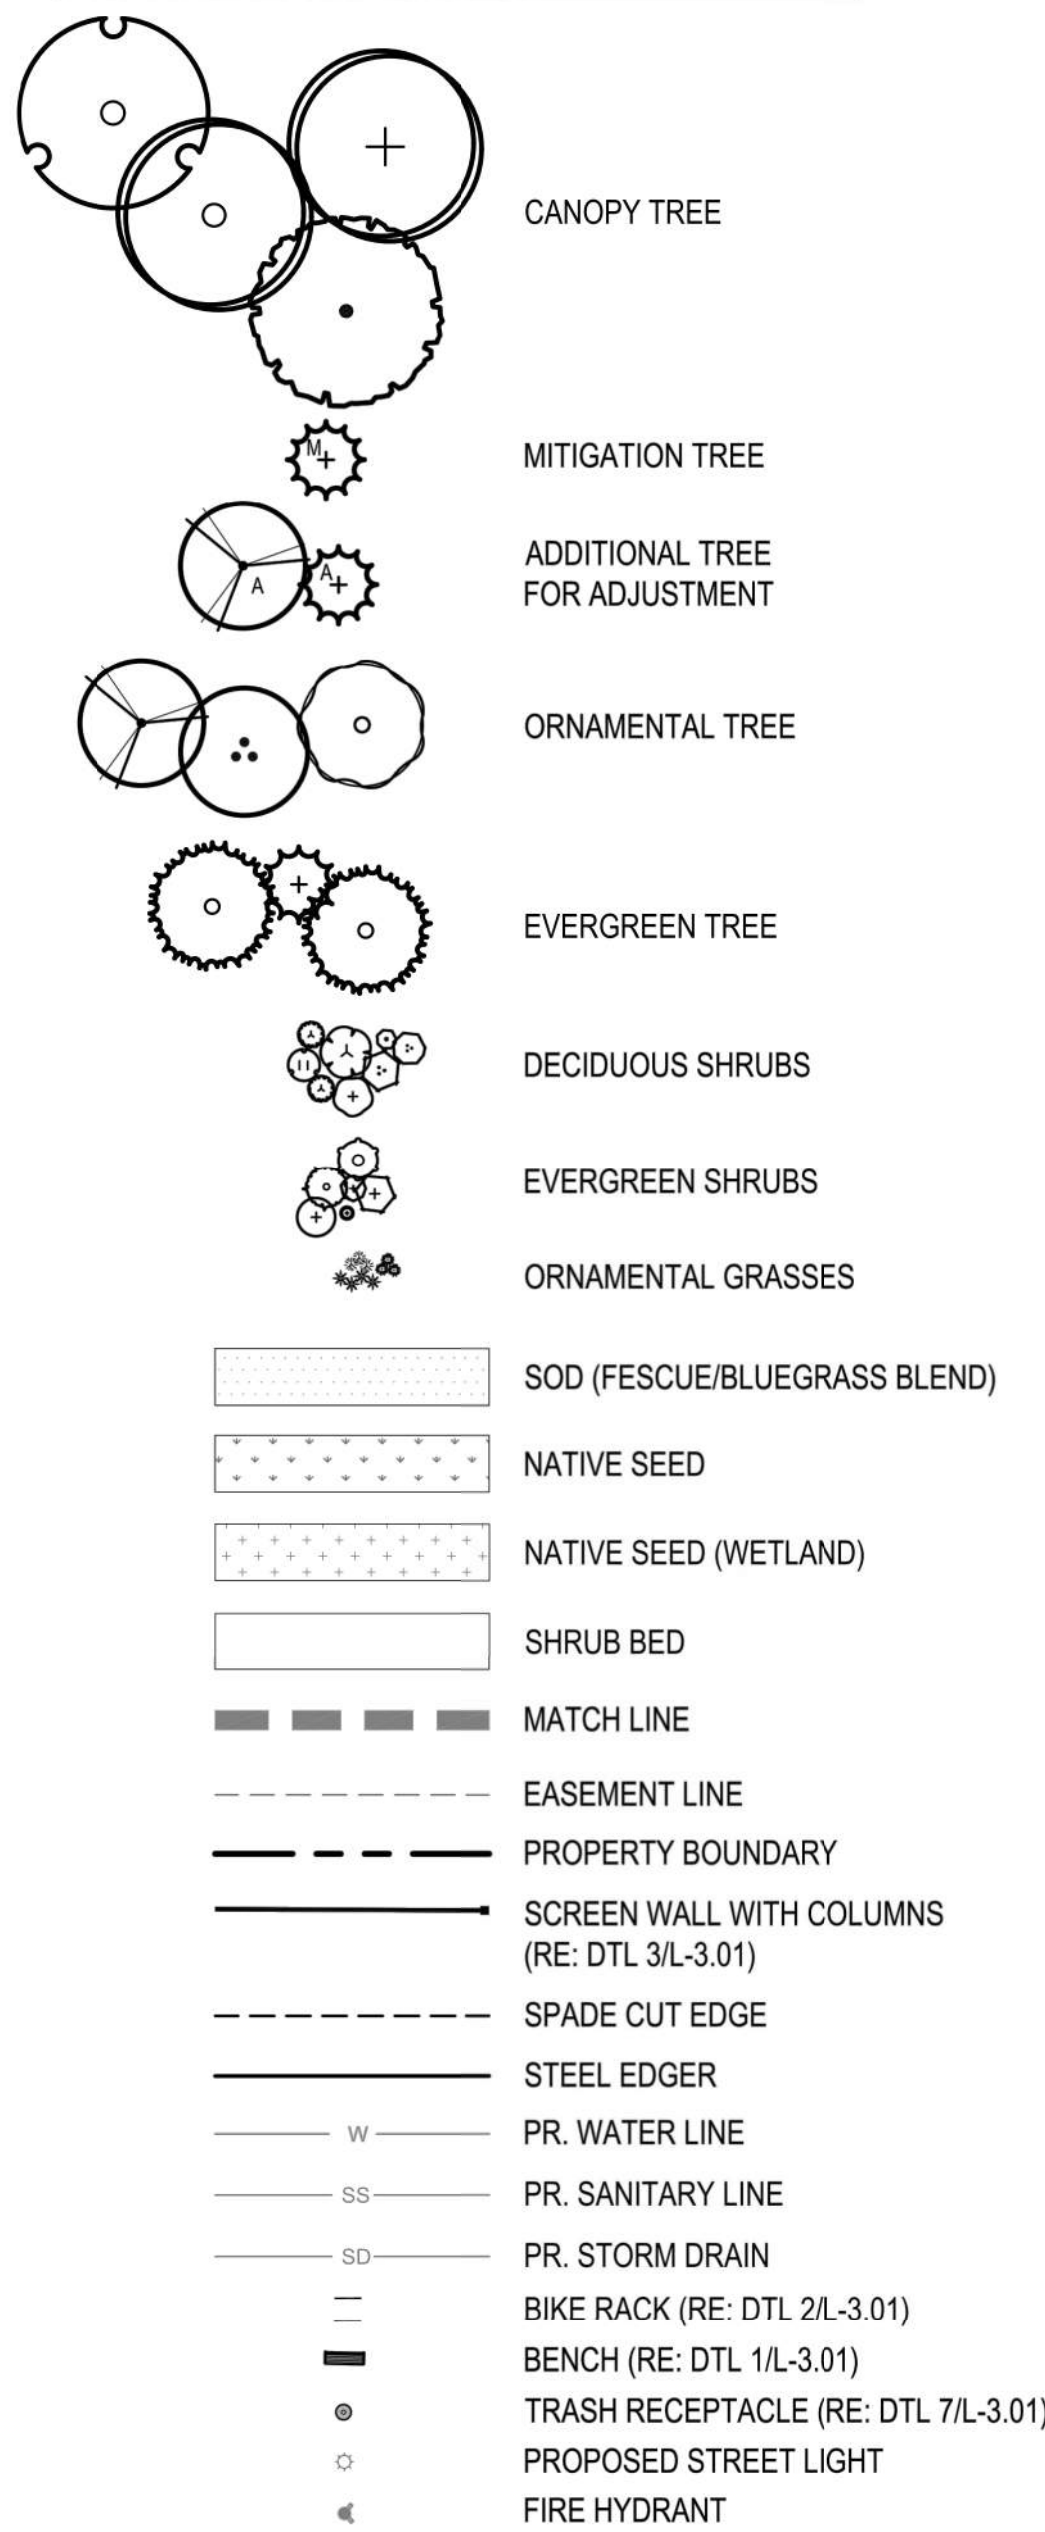 CANOPY TREE
M
MITIGATION TREE
A
A
ADDITIONAL TREE
FOR ADJUSTMENT
ORNAMENTAL TREE
EVERGREEN TREE
DECIDUOUS SHRUBS
EVERGREEN SHRUBS
ORNAMENTAL GRASSES
SOD (FESCUE/BLUEGRASS BLEND)
NATIVE SEED
NATIVE SEED (WETLAND)
SHRUB BED
MATCH LINE
EASEMENT LINE
PROPERTY BOUNDARY
SCREEN WALL WITH COLUMNS
(RE: DTL 3/L-3.01)
SPADE CUT EDGE
STEEL EDGER
W PR. WATER LINE
SS PR. SANITARY LINE
SD PR. STORM DRAIN
BIKE RACK (RE: DTL 2/L-3.01)
BENCH (RE: DTL 1/L-3.01)
TRASH RECEPTACLE (RE: DTL 7/L-3.01)
PROPOSED STREET LIGHT
FIRE HYDRANT